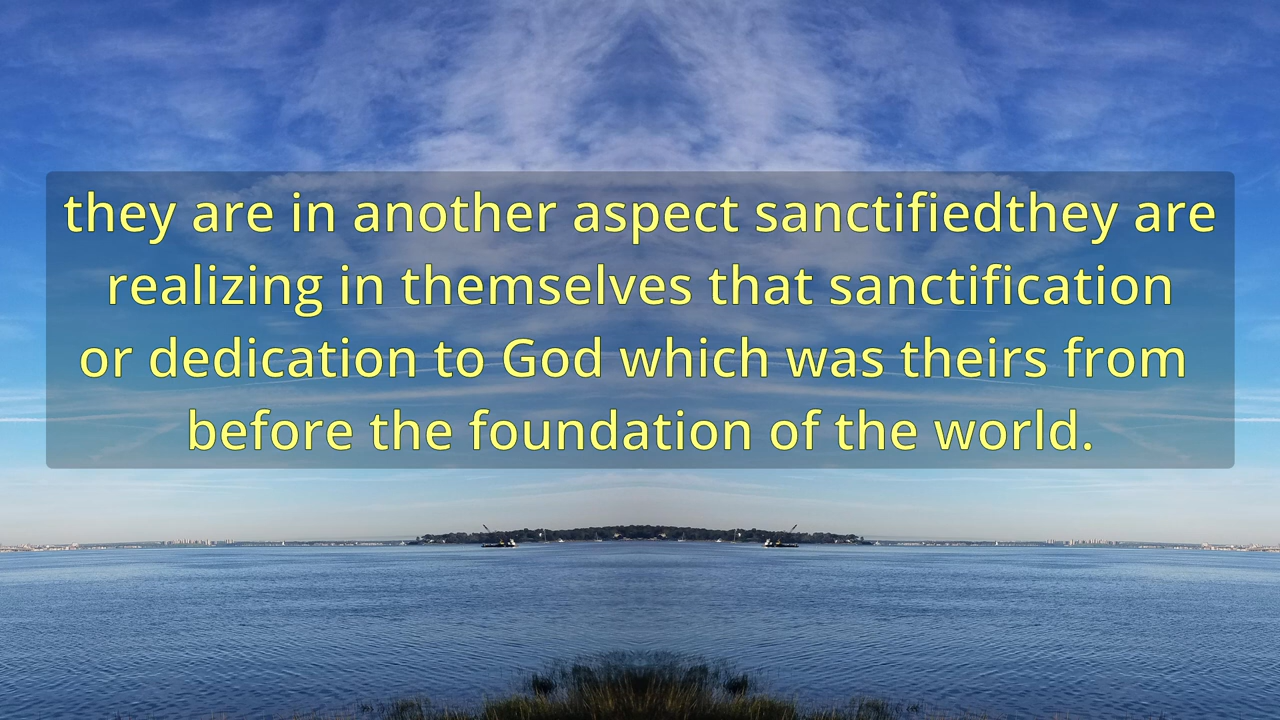 they are in another aspect sanctifiedthey are
realizing in themselves that sanctification
or dedication to God which was theirs from
before the foundation of the world.